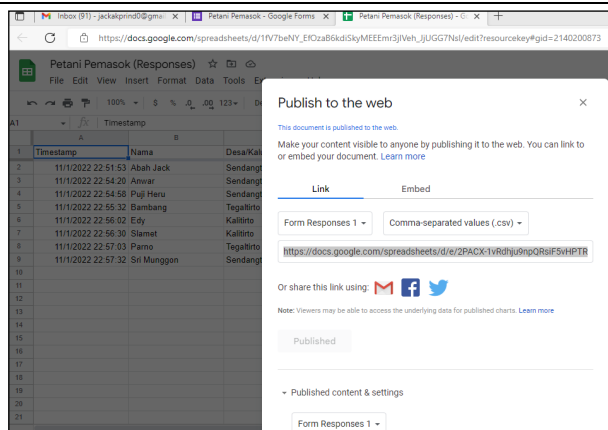 Inbox (91) - jackakprind0@gmai
Petani Pemasok - Google Forms
Petani Pemasok (Responses) - G
https://docs.google.com/spreadsheets/d/1fV7beNY_EfOzaB6kdiSkyMEEEmr3jlVeh_JjUGG7NsI/edit?resourcekey#gid=2140200873
Petani Pemasok (Responses)
File Edit View Insert Format Data Tools
100% $ % .0 .00 123
A1 fx Timestamp
A B
1 Timestamp Nama Desa/Kalu
2 11/1/2022 22:51:53 Abah Jack Sendangt
3 11/1/2022 22:54:20 Anwar Sendangt
4 11/1/2022 22:54:58 Puji Heru Sendangt
5 11/1/2022 22:55:32 Bambang Tegaltirto
6 11/1/2022 22:56:02 Edy Kalitirto
7 11/1/2022 22:56:30 Slamet Kalitirto
8 11/1/2022 22:57:03 Parno Tegaltirto
9 11/1/2022 22:57:32 Sri Munggon Sendangt
10
11
12
13
14
15
16
17
18
19
20
21
Publish to the web
This document is published to the web.
Make your content visible to anyone by publishing it to the web. You can link to
or embed your document. Learn more
Link Embed
Form Responses 1 Comma-separated values (.csv)
https://docs.google.com/spreadsheets/d/e/2PACX-1vRdhju9npQRsiF5vHPTR
Or share this link using:
Note: Viewers may be able to access the underlying data for published charts. Learn more
Published
Published content & settings
Form Responses 1